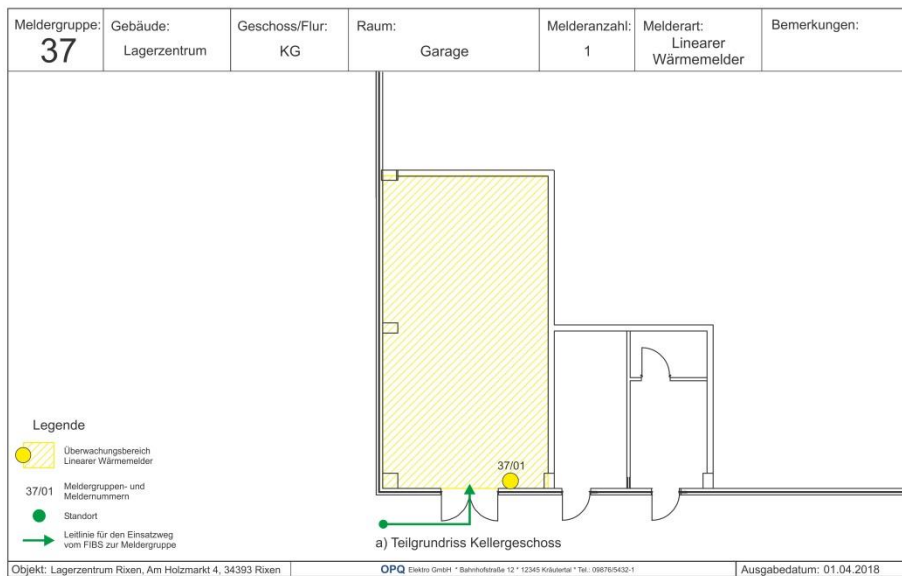 Meldergruppe:
37
Gebäude:
Lagerzentrum
Geschoss/Flur:
KG
Raum:
Garage
Melderanzahl:
1
Melderart:
Linearer
Wärmemelder
Bemerkungen:
37/01
Legende
Überwachungsbereich
Linearer Wärmemelder
37/01
Meldergruppen- und
Meldernummern
Standort
Leitlinie für den Einsatzweg
vom FIBS zur Meldergruppe
a) Teilgrundriss Kellergeschoss
Objekt: Lagerzentrum Rixen, Am Holzmarkt 4, 34393 Rixen
OPQ Elektro GmbH * Bahnhofstraße 12 * 12345 Kräutertal * Tel.: 09876/5432-1
Ausgabedatum: 01.04.2018